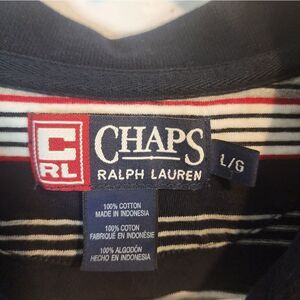 C
RL
CHAPS
RALPH LAUREN
L/G
100% COTTON
MADE IN INDONESIA
100% COTON
FABRIQUÉ EN INDONÉSIE
100% ALGODÓN
HECHO EN INDONESIA